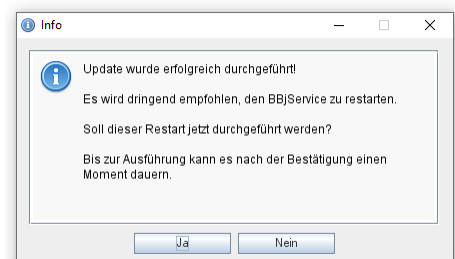 Info
Update wurde erfolgreich durchgeführt!
Es wird dringend empfohlen, den BBjService zu restarten.
Soll dieser Restart jetzt durchgeführt werden?
Bis zur Ausführung kann es nach der Bestätigung einen
Moment dauern.
Ja
Nein